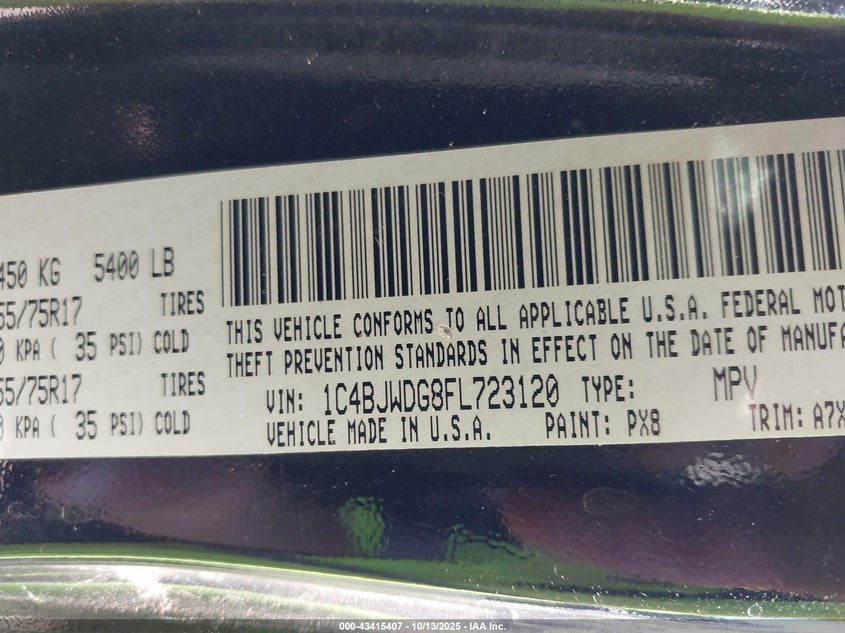 450 KG 5400 LB
55/75R17 TIRES
0 KPA ( 35 PSI) COLD
55/75R17 TIRES
0 KPA ( 35 PSI) COLD
THIS VEHICLE CONFORMS TO ALL APPLICABLE U.S.A. FEDERAL MOT
THEFT PREVENTION STANDARDS IN EFFECT ON THE DATE OF MANUFA
VIN: 1C4BJWDG8FL723120 TYPE: MPV
VEHICLE MADE IN U.S.A. PAINT: PX8 TRIM: A7X
000-43415407 - 10/13/2025 - IAA Inc.